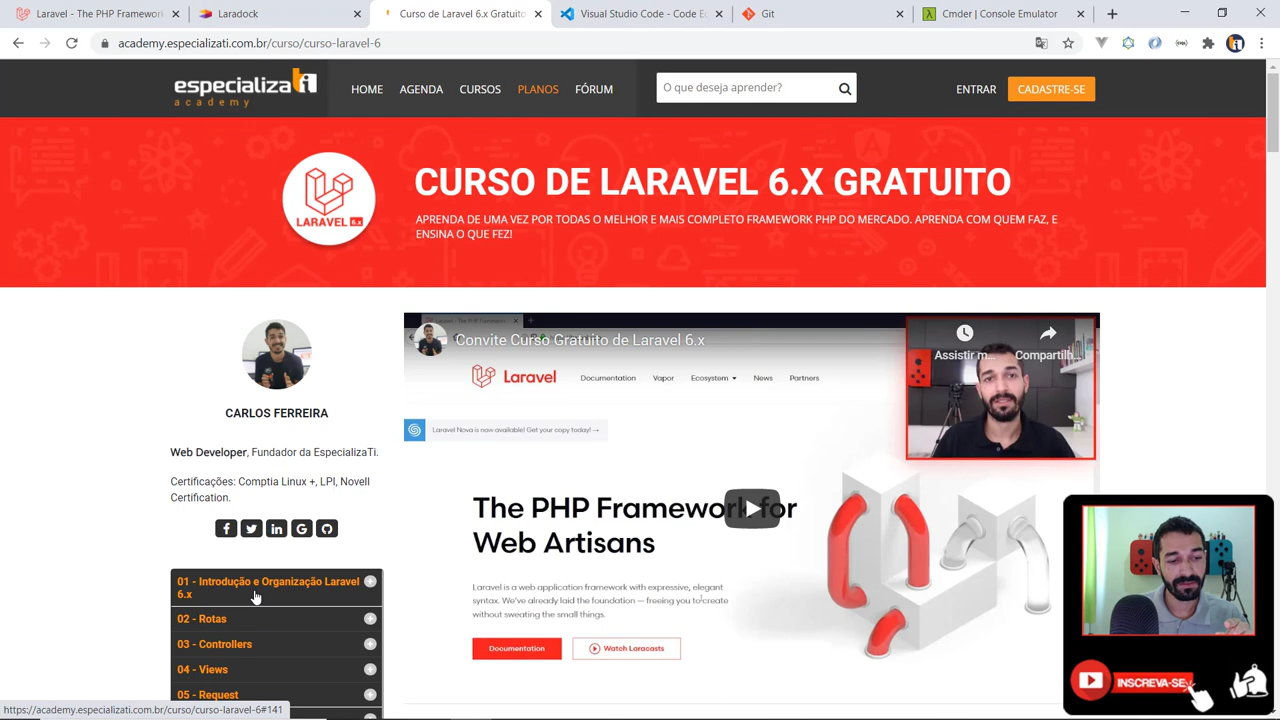 Laravel - The PHP Framework
Laradock
Curso de Laravel 6.x Gratuito
Visual Studio Code - Code E
Git
Cmder | Console Emulator
academy.especializati.com.br/curso/curso-laravel-6
especializati
academy
HOME
AGENDA
CURSOS
PLANOS
FÓRUM
O que deseja aprender?
ENTRAR
CADASTRE-SE
LARAVEL 6.x
CURSO DE LARAVEL 6.X GRATUITO
APRENDA DE UMA VEZ POR TODAS O MELHOR E MAIS COMPLETO FRAMEWORK PHP DO MERCADO. APRENDA COM QUEM FAZ, E
ENSINA O QUE FEZ!
CARLOS FERREIRA
Web Developer, Fundador da EspecializaTi.
Certificações: Comptia Linux +, LPI, Novell
Certification.
01 - Introdução e Organização Laravel
6.x
02 - Rotas
03 - Controllers
04 - Views
05 - Request
Convite Curso Gratuito de Laravel 6.x
Assistir m...
Compartilh...
Laravel
Documentation
Vapor
Ecosystem
News
Partners
Laravel Nova is now available! Get your copy today! →
The PHP Framework for
Web Artisans
Laravel is a web application framework with expressive, elegant
syntax. We've already laid the foundation — freeing you to create
without sweating the small things.
Documentation
Watch Laracasts
INSCREVA-SE
https://academy.especializati.com.br/curso/curso-laravel-6#141